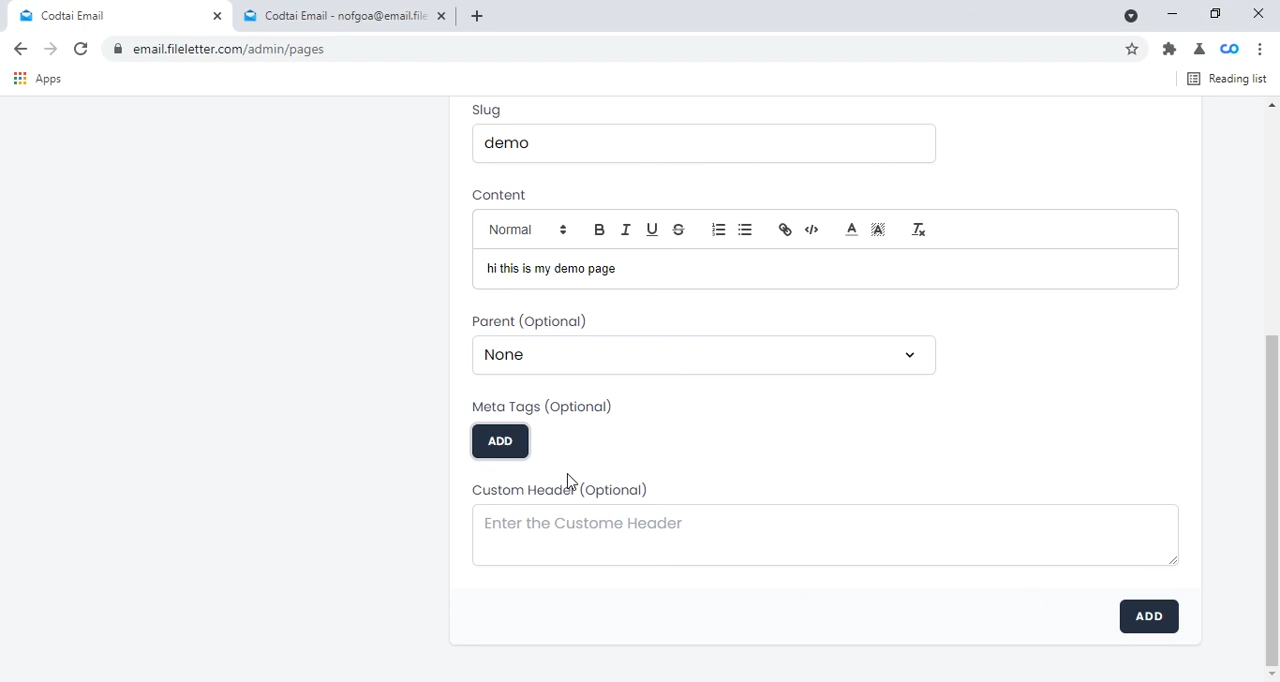 Codtai Email
Codtai Email - nofgoa@email.file
email.fileletter.com/admin/pages
Apps
Reading list
Slug
demo
Content
Normal
B I U S
A A
hi this is my demo page
Parent (Optional)
None
Meta Tags (Optional)
ADD
Custom Header (Optional)
Enter the Custome Header
ADD